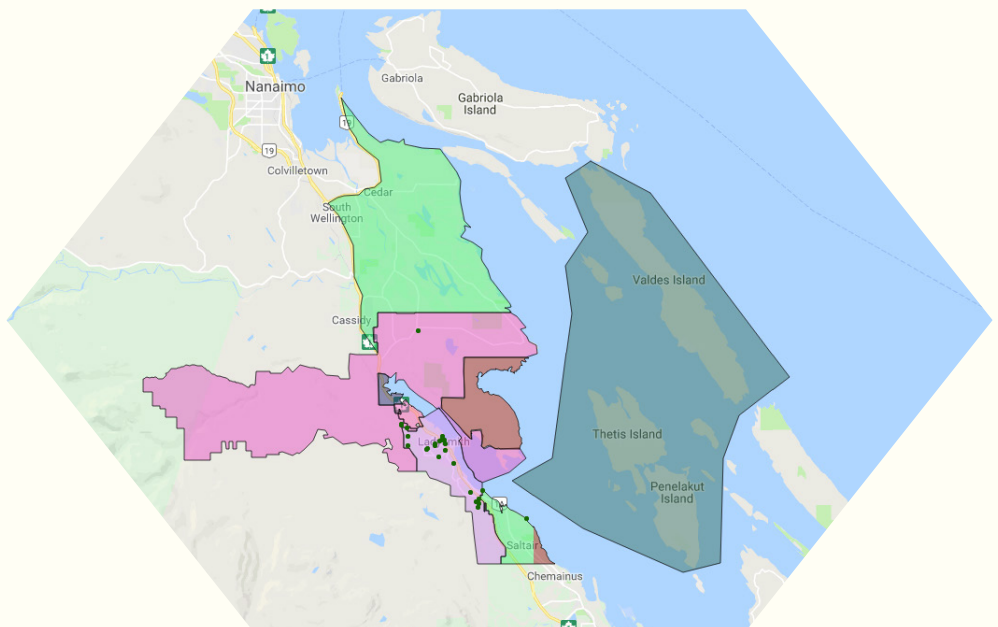 1
Nanaimo
Gabriola
Gabriola
Island
19
19
Colvilletown
Cedar
South
Wellington
Valdes Island
Cassidy
Thetis Island
Penelakut
Island
Saltair
Chemainus